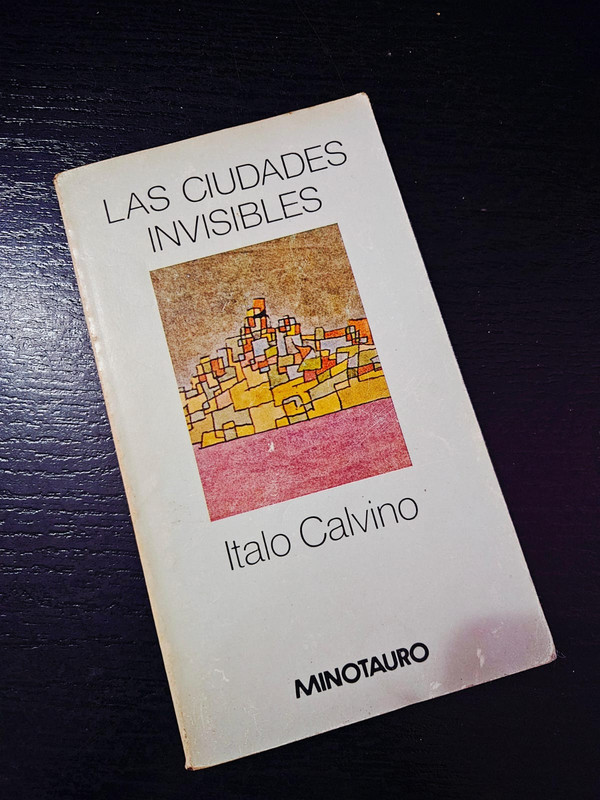 LAS CIUDADES
INVISIBLES
Italo Calvino
MINOTAURO